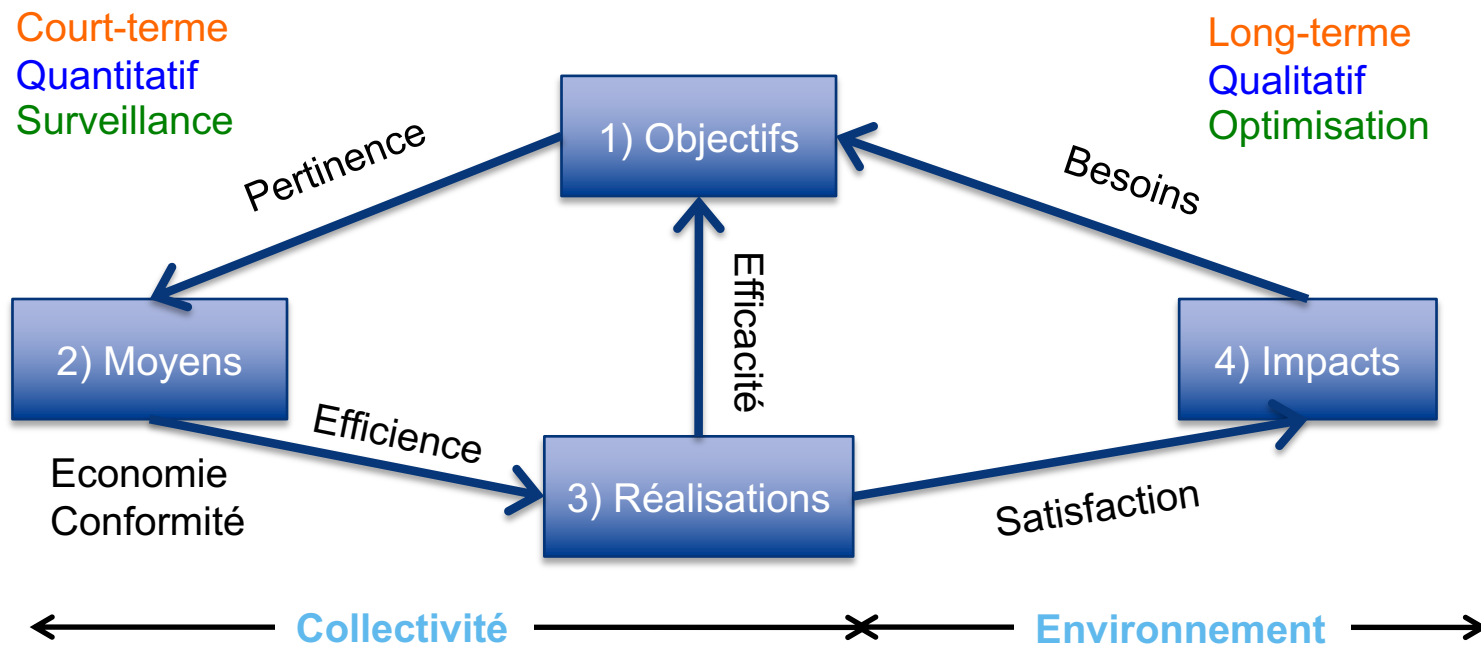 Court-terme
Quantitatif
Surveillance
Long-terme
Qualitatif
Optimisation
1) Objectifs
Pertinence
Besoins
Efficacité
2) Moyens
4) Impacts
Efficience
Economie
Conformité
3) Réalisations
Satisfaction
Collectivité
Environnement